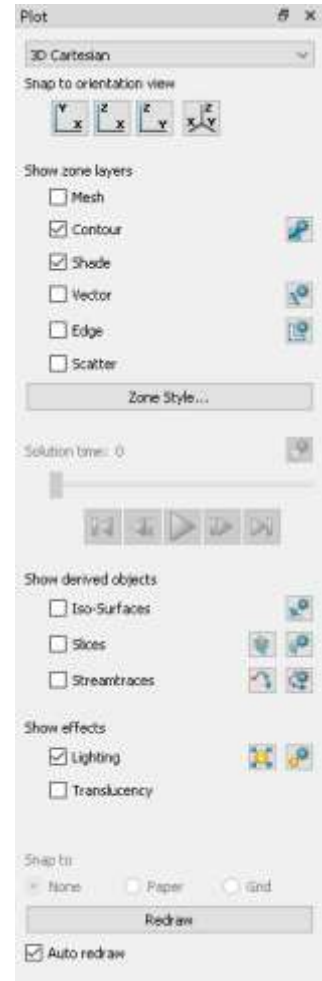 Plot
3D Cartesian
Snap to orientation view
Y X Z X Z Y Z X Y
Show zone layers
Mesh
Contour
Shade
Vector
Edge
Scatter
Zone Style...
Solution time: 0
Show derived objects
Iso-Surfaces
Slices
Streamtraces
Show effects
Lighting
Translucency
Snap to
None Paper Grid
Redraw
Auto redraw